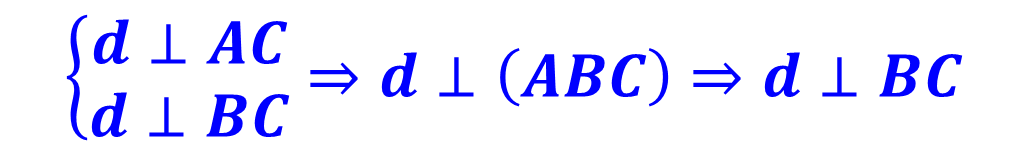 {d ⊥ AC
d ⊥ BC ⇒ d ⊥ (ABC) ⇒ d ⊥ BC